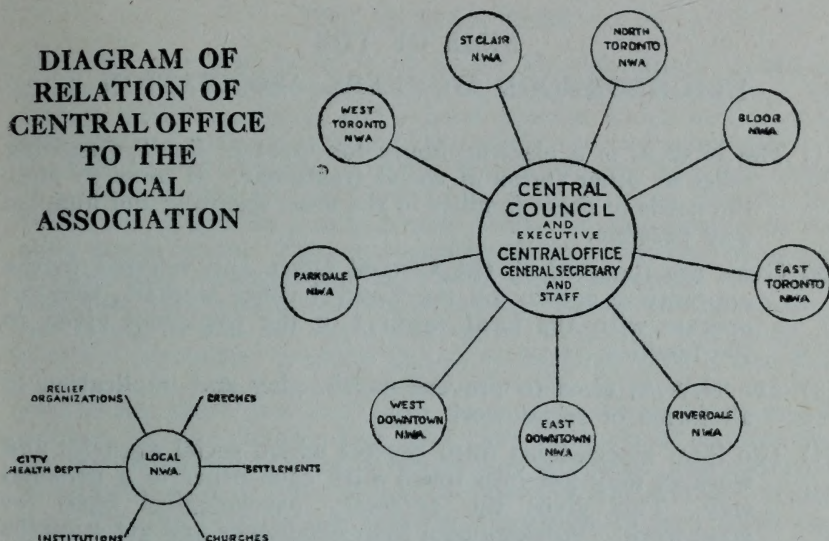 DIAGRAM OF
RELATION OF
CENTRAL OFFICE
TO THE
LOCAL
ASSOCIATION
ST CLAIR
NWA
NORTH
TORONTO
NWA
WEST
TORONTO
NWA
BLOOR
NWA
CENTRAL
COUNCIL
AND
EXECUTIVE
CENTRAL OFFICE
GENERAL SECRETARY
AND
STAFF
PARKDALE
NWA
EAST
TORONTO
NWA
WEST
DOWNTOWN
NWA
EAST
DOWNTOWN
NWA
RIVERDALE
NWA
RELIEF
ORGANIZATIONS
CRECHES
CITY
HEALTH DEPT
LOCAL
NWA
SETTLEMENTS
INSTITUTIONS
CHURCHES